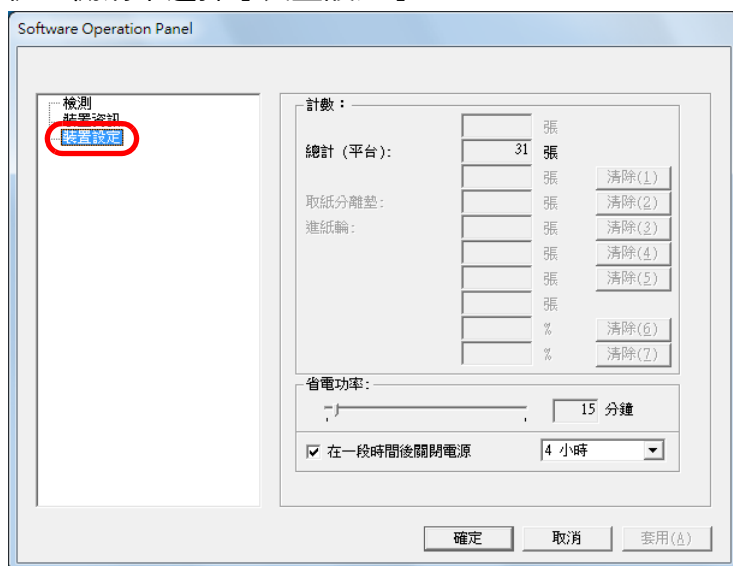 Software Operation Panel
檢測
裝置資訊
裝置設定
計數：
張
總計 (平台): 31 張
張 清除(1)
取紙分離墊: 張 清除(2)
進紙輪: 張 清除(3)
張 清除(4)
張 清除(5)
張
% 清除(6)
% 清除(7)
省電功率:
15 分鐘
在一段時間後關閉電源 4 小時
確定 取消 套用(A)